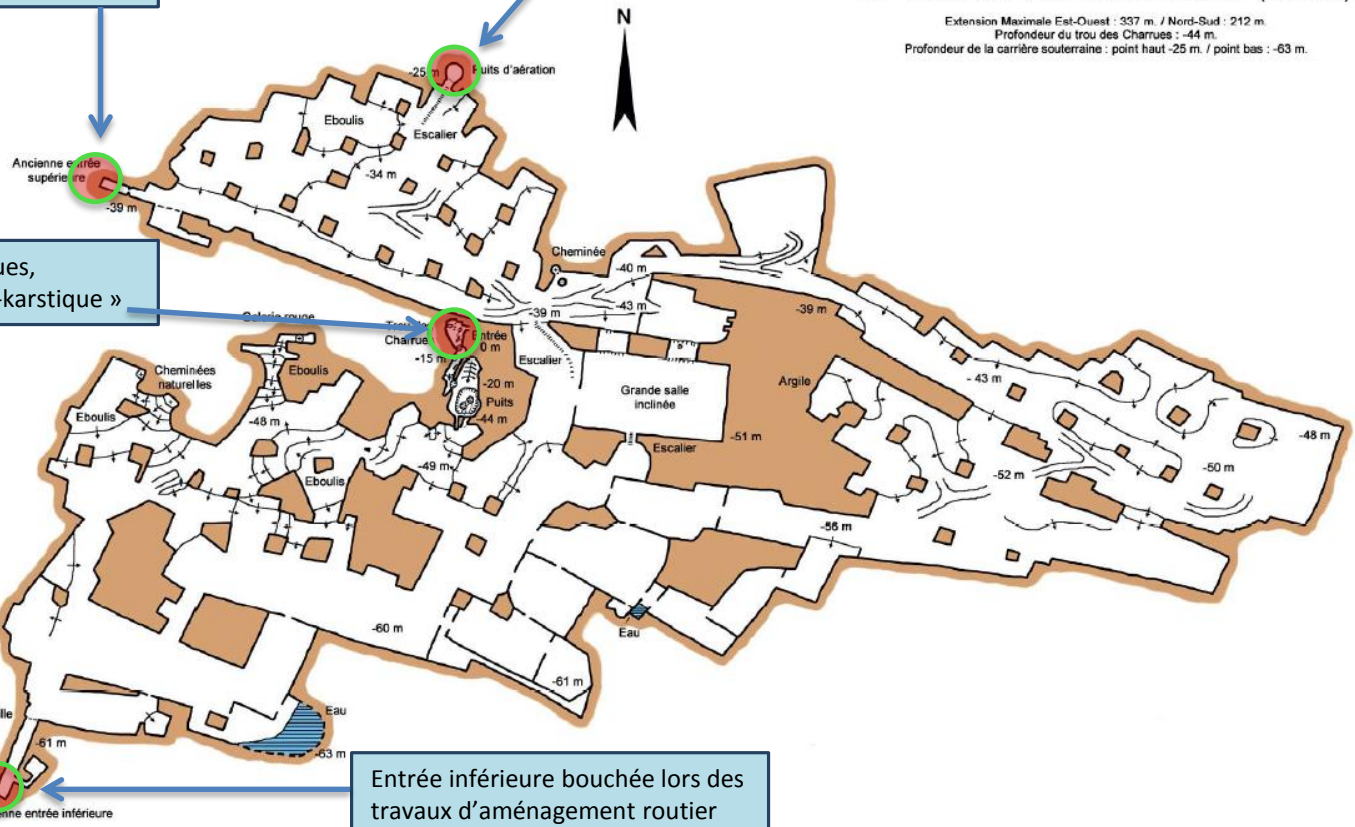 Extension Maximale Est-Ouest : 337 m. / Nord-Sud : 212 m.
Profondeur du trou des Charrues : -44 m.
Profondeur de la carrière souterraine : point haut -25 m. / point bas : -63 m.
N
-25 m
Puits d'aération
Eboulis
Escalier
Ancienne entrée
supérieure
-34 m
-39 m
ues,
-karstique »
Cheminée
-40 m
-43 m
-39 m
-39 m
Galerie rouge
Trou des
Charrues
Entrée
0 m
-15 m
Escalier
Cheminées
naturelles
Eboulis
-20 m
Puits
-44 m
Grande salle
inclinée
Argile
-43 m
Eboulis
-48 m
-51 m
-48 m
Escalier
-49 m
-50 m
-52 m
Eboulis
-56 m
-60 m
Eau
-61 m
lle
Eau
-61 m
-63 m
Entrée inférieure bouchée lors des
travaux d'aménagement routier
nne entrée inférieure